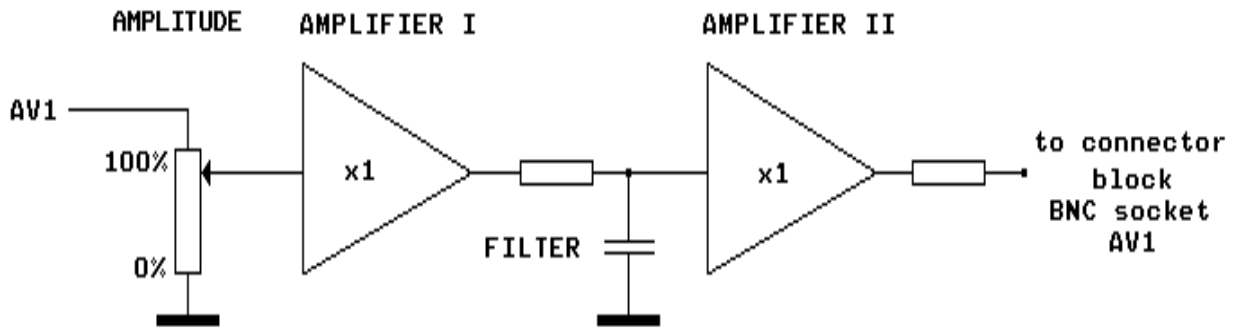 AMPLITUDE
AMPLIFIER I
AMPLIFIER II
AV1
100%
0%
x1
FILTER
x1
to connector
block
BNC socket
AV1